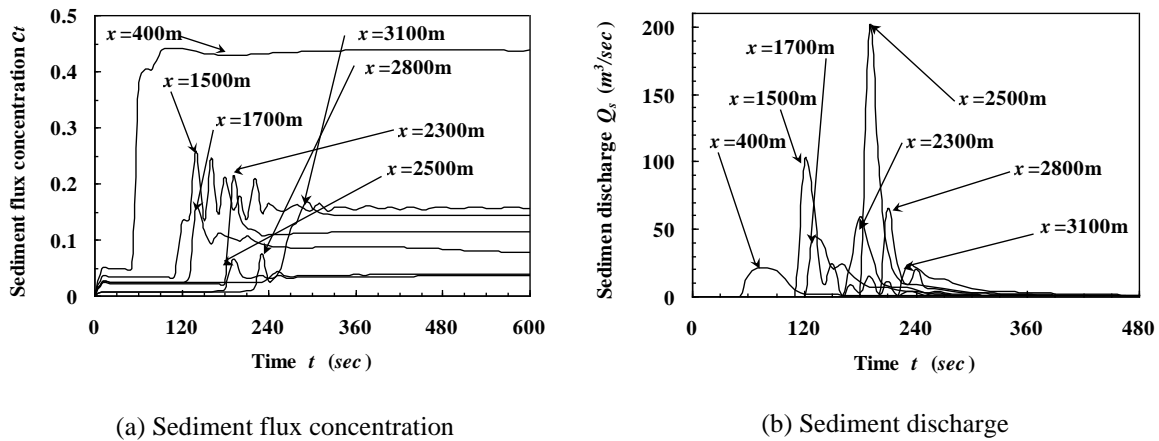 Sediment flux concentration Ct
0.5
0.4
0.3
0.2
0.1
0
0
120
240
360
480
600
Time t (sec)
x=400m
x=3100m
x=2800m
x=1500m
x=1700m
x=2300m
x=2500m
(a) Sediment flux concentration
Sedimen discharge Qs (m³/sec)
200
150
100
50
0
0
120
240
360
480
Time t (sec)
x=1700m
x=1500m
x=2500m
x=400m
x=2300m
x=2800m
x=3100m
(b) Sediment discharge